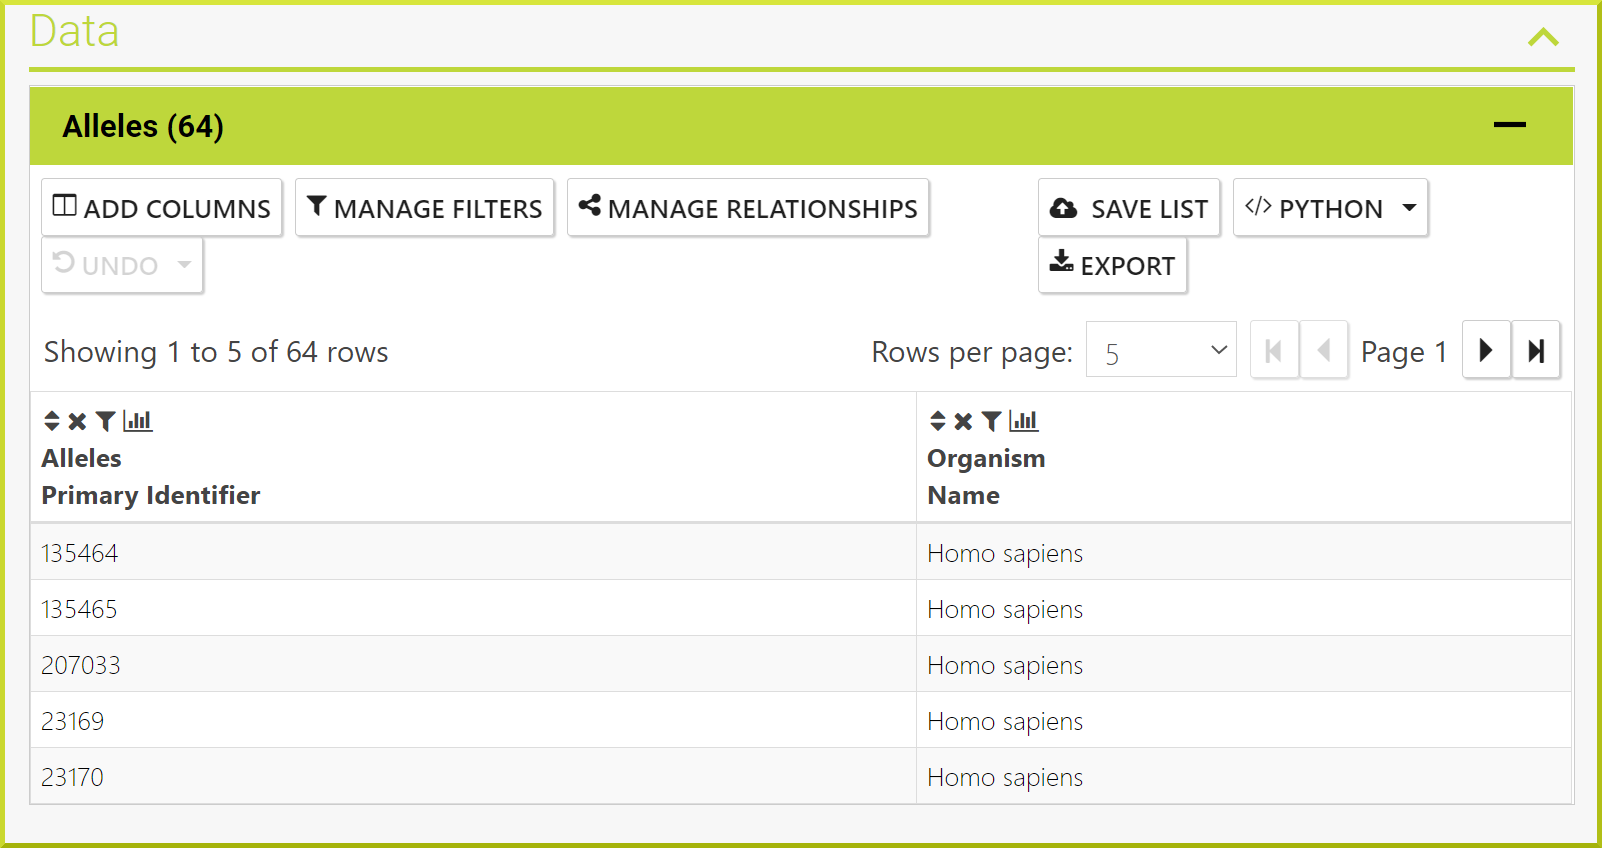 Data
Alleles (64)
ADD COLUMNS MANAGE FILTERS MANAGE RELATIONSHIPS SAVE LIST </> PYTHON
UNDO EXPORT
Showing 1 to 5 of 64 rows Rows per page: 5 Page 1
Alleles Organism
Primary Identifier Name
135464 Homo sapiens
135465 Homo sapiens
207033 Homo sapiens
23169 Homo sapiens
23170 Homo sapiens